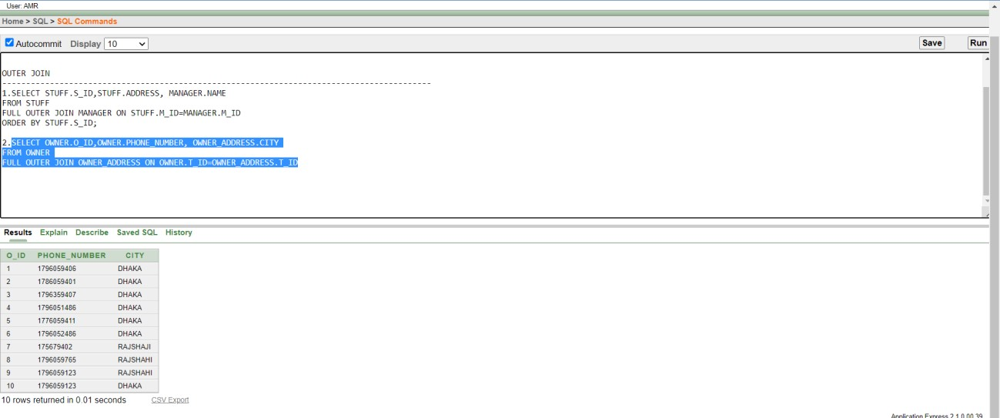 User: AMR
Home > SQL > SQL Commands
Autocommit Display 10 Save Run
OUTER JOIN
-----------------------------------------------------------------------------------------
1.SELECT STUFF.S_ID,STUFF.ADDRESS, MANAGER.NAME
FROM STUFF
FULL OUTER JOIN MANAGER ON STUFF.M_ID=MANAGER.M_ID
ORDER BY STUFF.S_ID;
2.SELECT OWNER.O_ID,OWNER.PHONE_NUMBER, OWNER_ADDRESS.CITY
FROM OWNER
FULL OUTER JOIN OWNER_ADDRESS ON OWNER.T_ID=OWNER_ADDRESS.T_ID
Results Explain Describe Saved SQL History
O_ID PHONE_NUMBER CITY
1 1796059406 DHAKA
2 1786059401 DHAKA
3 1796359407 DHAKA
4 1796051486 DHAKA
5 1776059411 DHAKA
6 1796052486 DHAKA
7 175679402 RAJSHAJI
8 1796059765 RAJSHAHI
9 1796059123 RAJSHAHI
10 1796059123 DHAKA
10 rows returned in 0.01 seconds CSV Export
Application Express 2.1.0.00.39